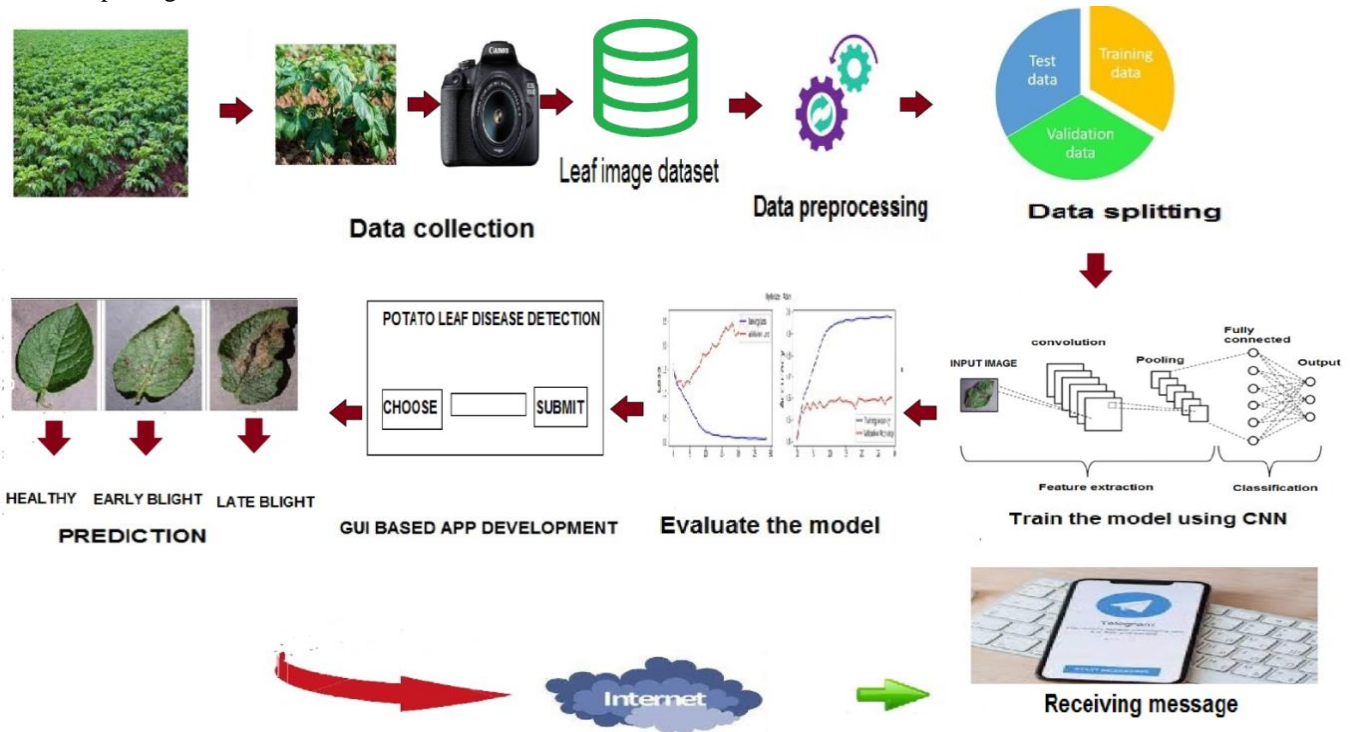 Canon
Leaf image dataset
Data collection
Data preprocessing
Test
data
Training
data
Validation
data
Data splitting
INPUT IMAGE
convolution
Pooling
Fully
connected
Output
Feature extraction
Classification
Train the model using CNN
Evaluate the model
POTATO LEAF DISEASE DETECTION
CHOOSE
SUBMIT
GUI BASED APP DEVELOPMENT
HEALTHY
EARLY BLIGHT
LATE BLIGHT
PREDICTION
Internet
Telegram
Receiving message